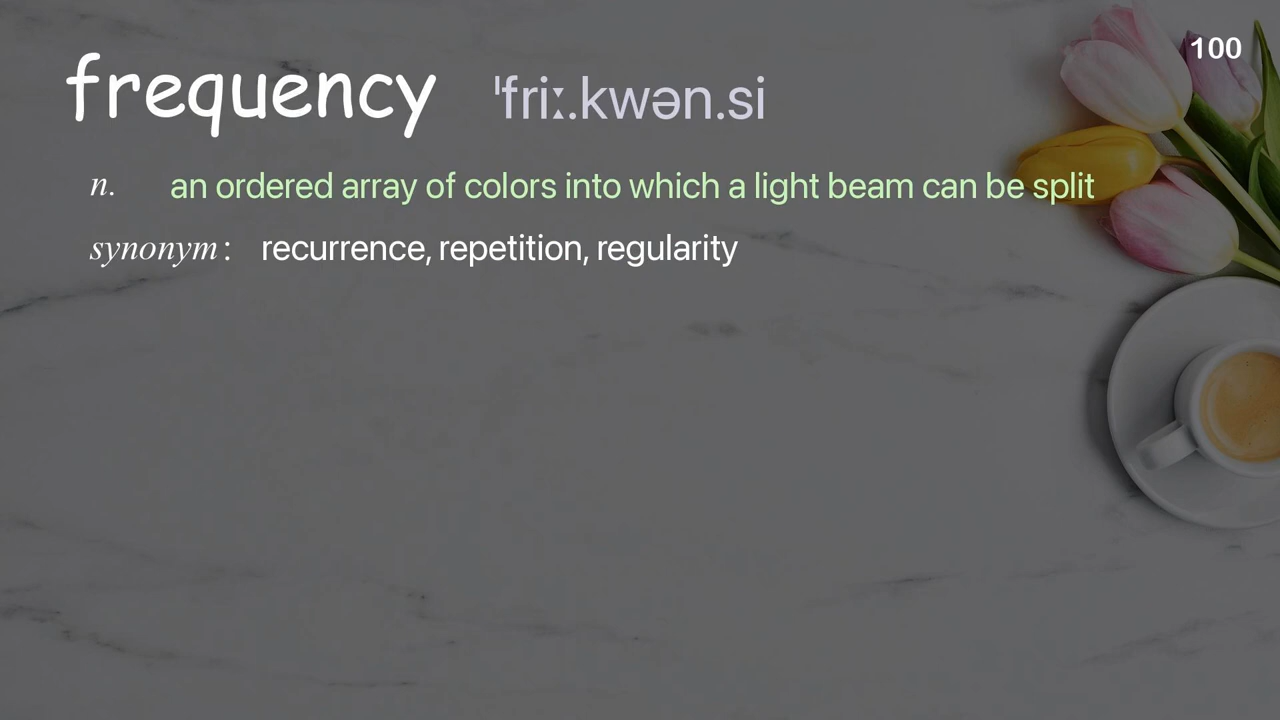 100
frequency ˈfriː.kwən.si
n. an ordered array of colors into which a light beam can be split
synonym: recurrence, repetition, regularity